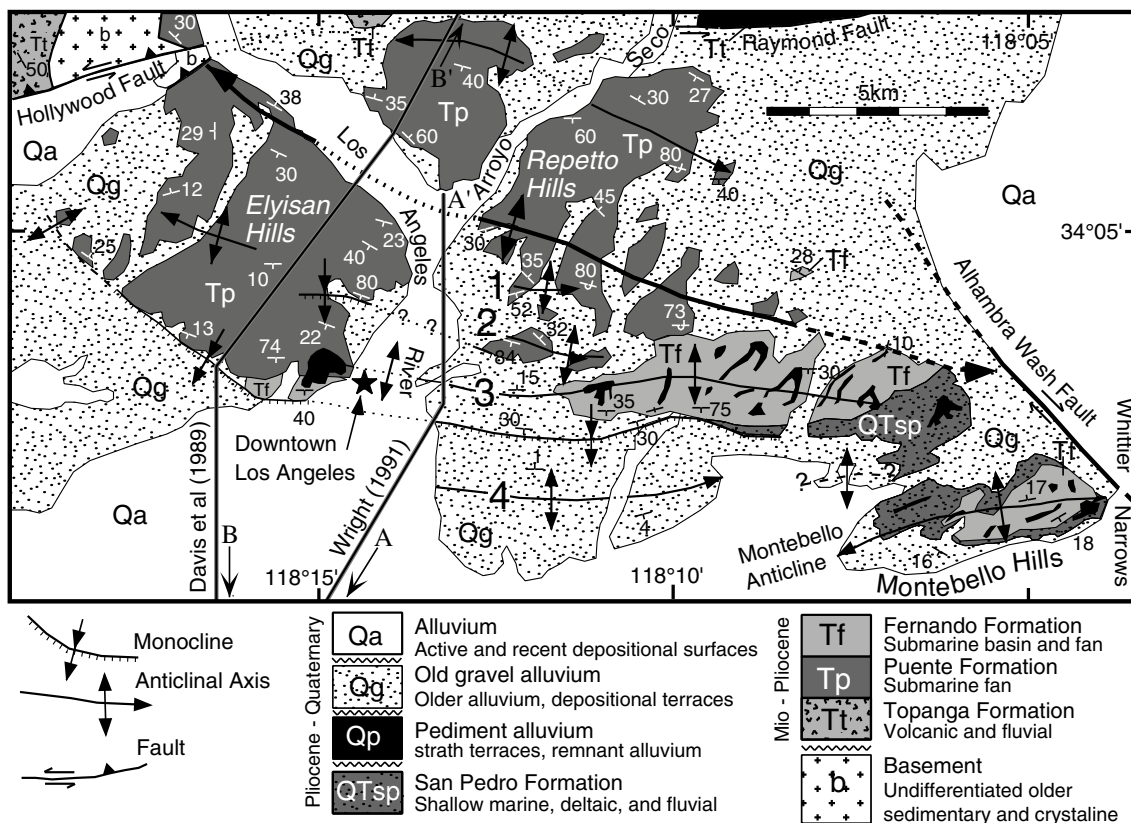 30
Tt
b
50
b
Hollywood Fault
Qg
Tt
B'
40
35
Tp
60
Seco
Tt
Raymond Fault
118°05'
5km
38
Los
29
Qa
Qg
12
30
Elyisan
Hills
25
Tp
10
40
23
80
13
22
74
Tf
40
Angeles
River
?
?
A'
Arroyo
Repetto
Hills
30
27
60
Tp
80
40
45
30
35
80
1
52
2
32
84
73
28
Tf
Qa
34°05'
Alhambra Wash Fault
Tf
10
30
Tf
3
15
35
75
QTsp
30
30
1
4
4
Qg
Qg
Qg
Tf
? - - - - ?
17
16
18
Montebello
Anticline
Montebello Hills
Whittier
Narrows
Downtown
Los Angeles
Qa
Davis et al (1989)
B
Wright (1991)
A
118°15'
118°10'
Monocline
Anticlinal Axis
Fault
Pliocene - Quaternary
Qa
Alluvium
Active and recent depositional surfaces
Qg
Old gravel alluvium
Older alluvium, depositional terraces
Qp
Pediment alluvium
strath terraces, remnant alluvium
QTsp
San Pedro Formation
Shallow marine, deltaic, and fluvial
Mio - Pliocene
Tf
Fernando Formation
Submarine basin and fan
Tp
Puente Formation
Submarine fan
Tt
Topanga Formation
Volcanic and fluvial
b
Basement
Undifferentiated older
sedimentary and crystaline